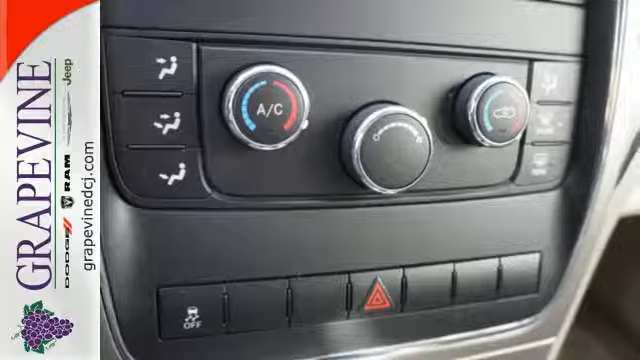 GRAPEVINE
DODGE RAM Jeep
grapevinedcj.com
A/C
OFF